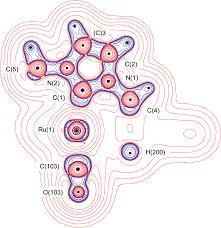 (C)3
C(5)
C(2)
N(2)
N(1)
C(1)
C(4)
Ru(1)
H(200)
C(103)
O(103)